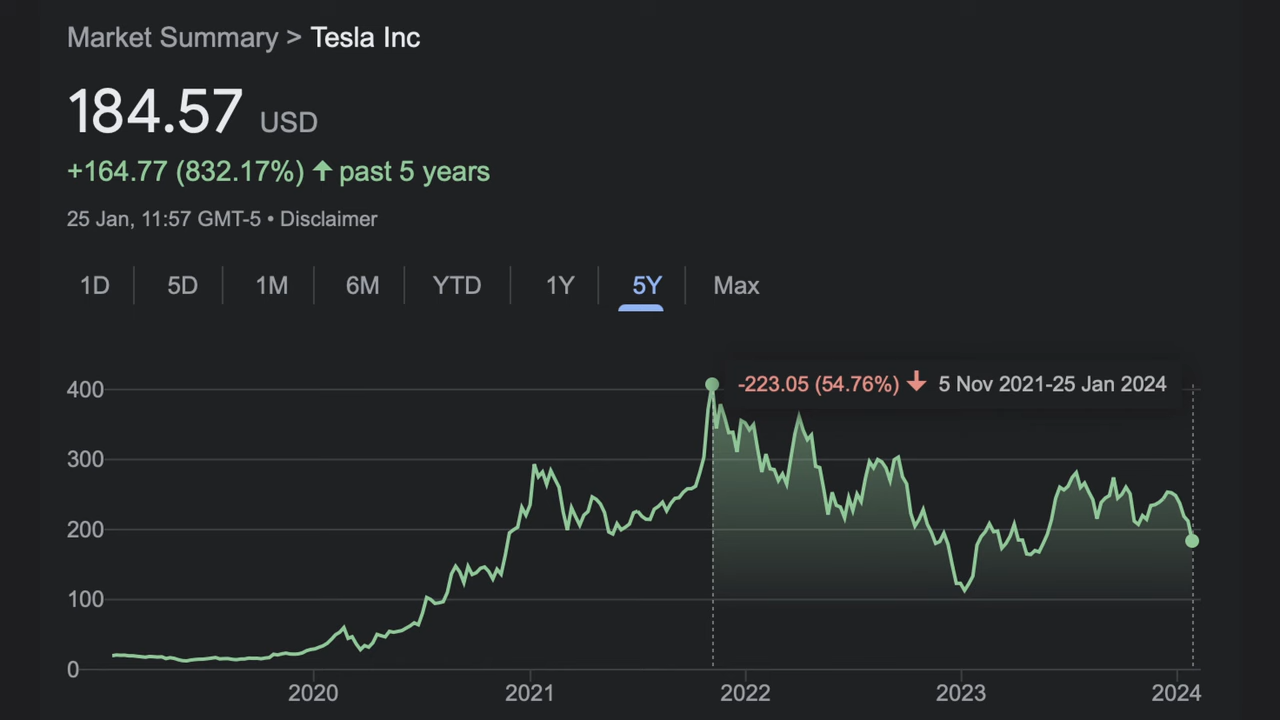 Market Summary > Tesla Inc
184.57 USD
+164.77 (832.17%) ↑ past 5 years
25 Jan, 11:57 GMT-5 • Disclaimer
1D 5D 1M 6M YTD 1Y 5Y Max
-223.05 (54.76%) ↓ 5 Nov 2021-25 Jan 2024
400
300
200
100
0
2020 2021 2022 2023 2024